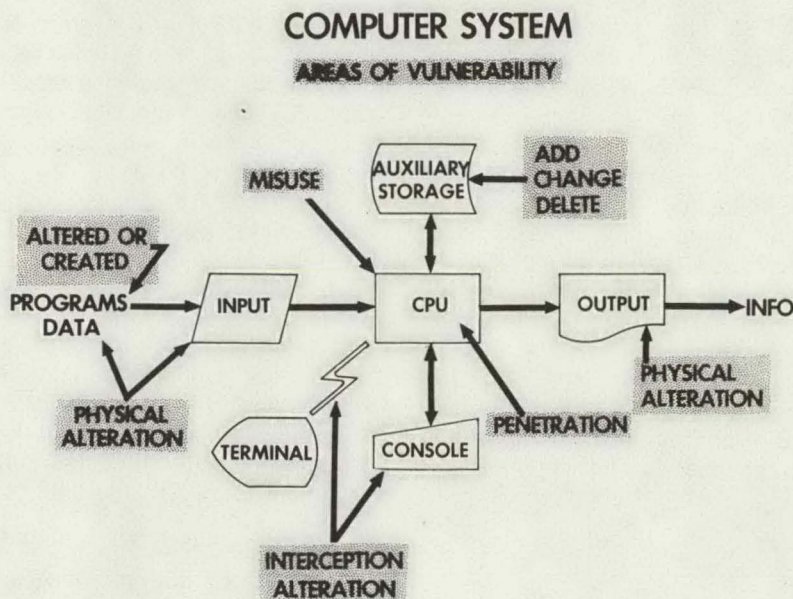 COMPUTER SYSTEM
AREAS OF VULNERABILITY
MISUSE
AUXILIARY
STORAGE
ADD
CHANGE
DELETE
ALTERED OR
CREATED
PROGRAMS
DATA
INPUT
CPU
OUTPUT
INFO
PHYSICAL
ALTERATION
TERMINAL
CONSOLE
PENETRATION
PHYSICAL
ALTERATION
INTERCEPTION
ALTERATION